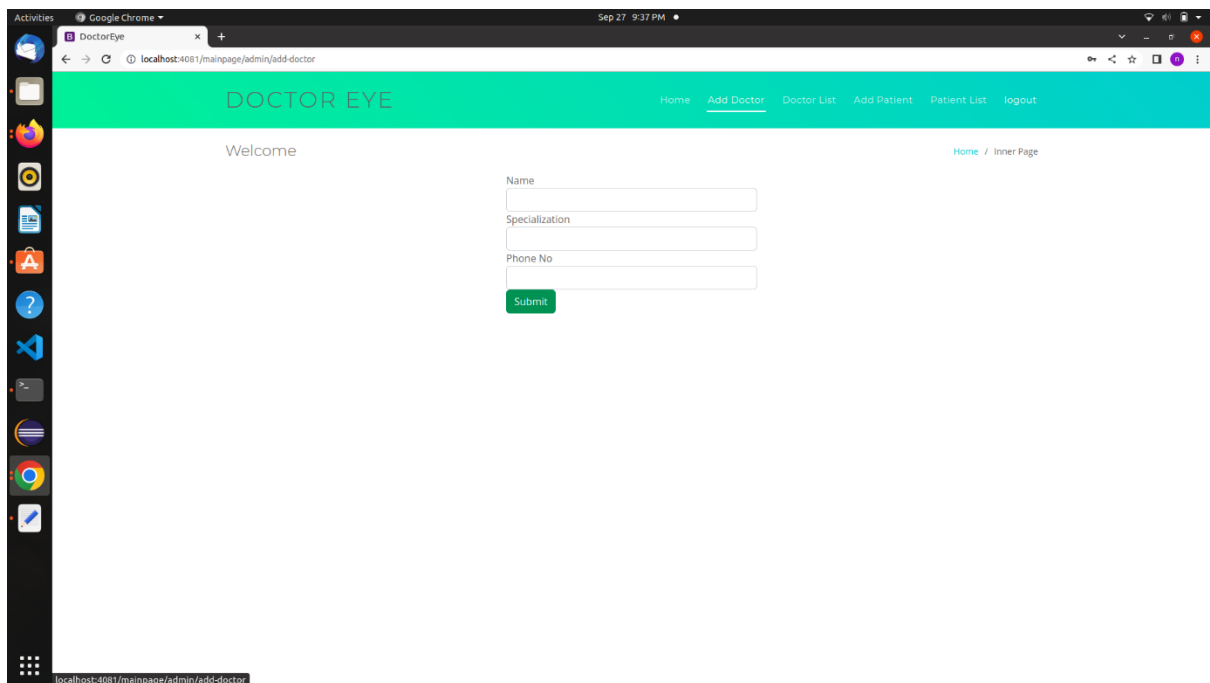 Activities Google Chrome Sep 27 9:37 PM
DoctorEye
localhost:4081/mainpage/admin/add-doctor
DOCTOR EYE Home Add Doctor Doctor List Add Patient Patient List logout
Welcome Home / Inner Page
Name
Specialization
Phone No
Submit
localhost:4081/mainpage/admin/add-doctor